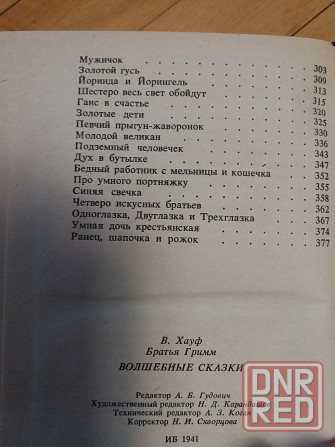 Мужичок . . . . . . . . . 303
Золотой гусь . . . . . . . . 309
Йоринда и Йорингель . . . . . . 313
Шестеро весь свет обойдут . . . . 315
Ганс в счастье . . . . . . . 320
Золотые дети . . . . . . . . 325
Певчий прыгун-жаворонок . . . . 330
Молодой великан . . . . . . . 336
Подземный человечек . . . . . . 343
Дух в бутылке . . . . . . . 347
Бедный работник с мельницы и кошечка . 352
Про умного портняжку . . . . . 355
Синяя свечка . . . . . . . . 358
Четверо искусных братьев . . . . 362
Одноглазка, Двуглазка и Трехглазка . . 367
Умная дочь крестьянская . . . . 374
Ранец, шапочка и рожок . . . . 377
В. Хауф
Братья Гримм
ВОЛШЕБНЫЕ СКАЗКИ
Редактор А. Б. Гудович
Художественный редактор Н. Д. Карандашов
Технический редактор А. З. Коган
Корректор Н. И. Скворцова
ИБ 1941
DNR
RED